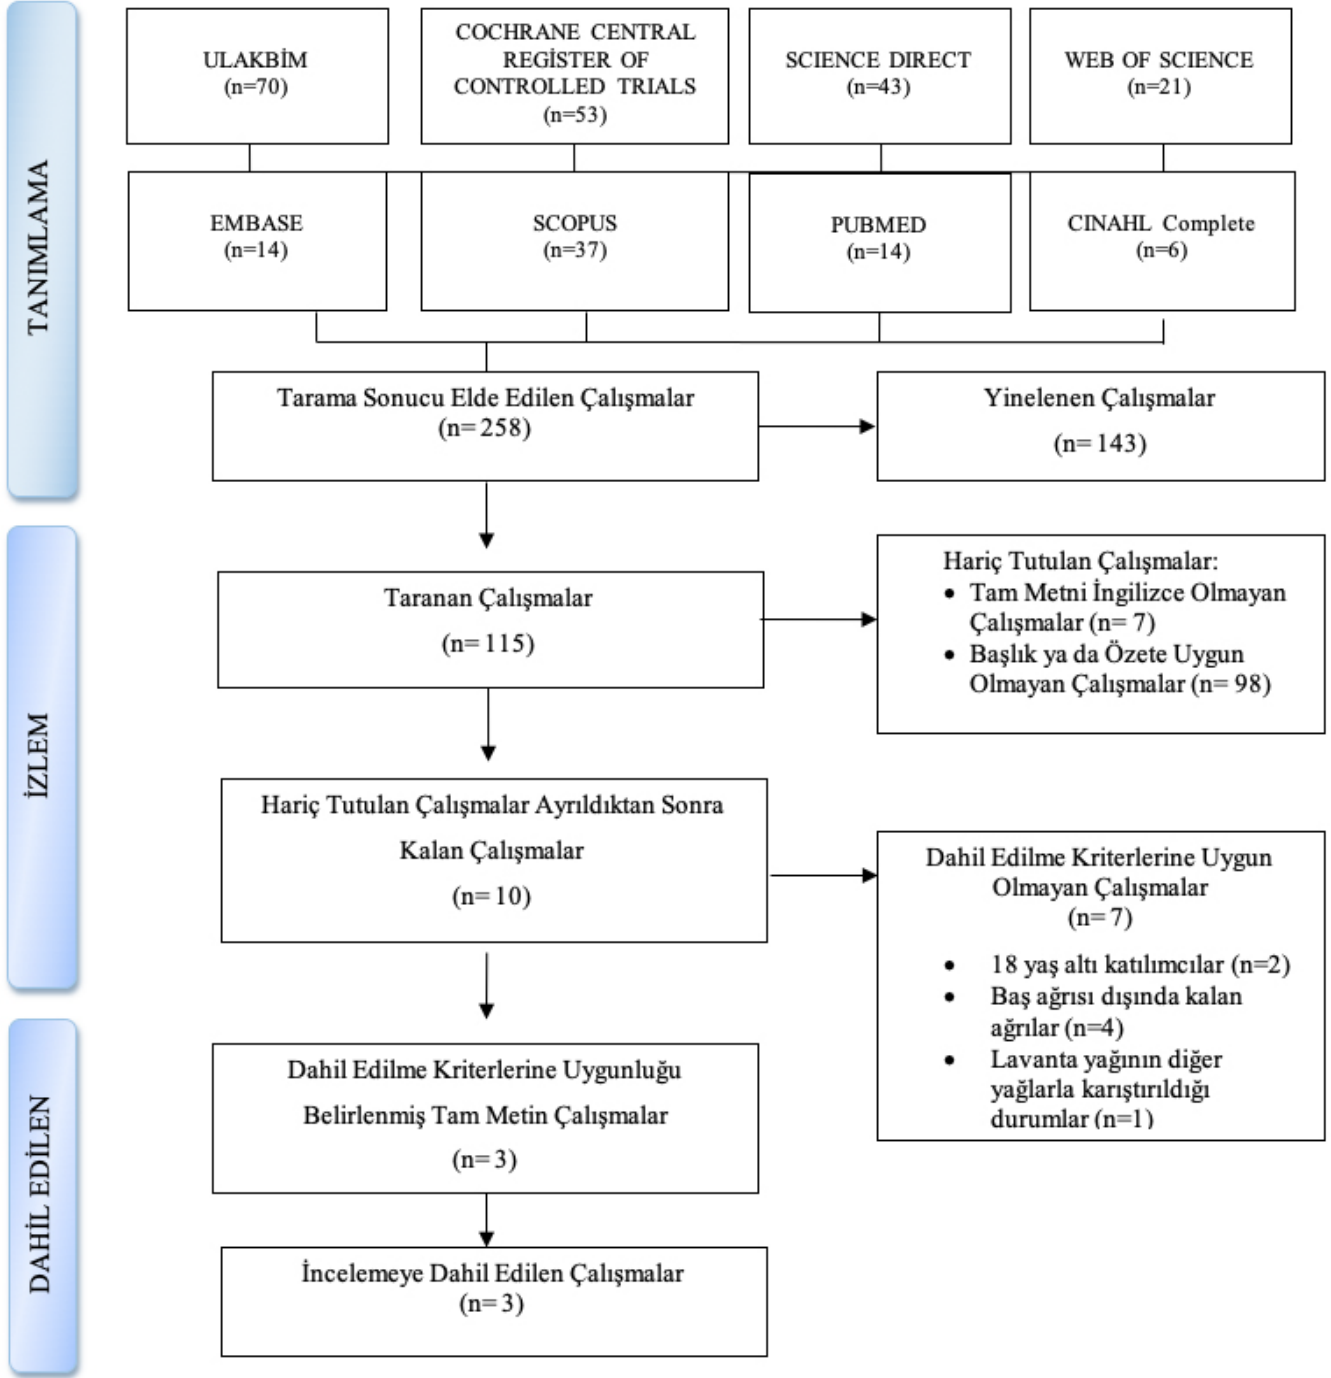 TANIMLAMA
ULAKBİM
(n=70)
COCHRANE CENTRAL
REGISTER OF
CONTROLLED TRIALS
(n=53)
SCIENCE DIRECT
(n=43)
WEB OF SCIENCE
(n=21)
EMBASE
(n=14)
SCOPUS
(n=37)
PUBMED
(n=14)
CINAHL Complete
(n=6)
Tarama Sonucu Elde Edilen Çalışmalar
(n= 258)
Yinelenen Çalışmalar
(n= 143)
İZLEM
Taranan Çalışmalar
(n= 115)
Hariç Tutulan Çalışmalar:
• Tam Metni İngilizce Olmayan
Çalışmalar (n= 7)
• Başlık ya da Özete Uygun
Olmayan Çalışmalar (n= 98)
Hariç Tutulan Çalışmalar Ayrıldıktan Sonra
Kalan Çalışmalar
(n= 10)
Dahil Edilme Kriterlerine Uygun
Olmayan Çalışmalar
(n= 7)
• 18 yaş altı katılımcılar (n=2)
• Baş ağrısı dışında kalan
ağrılar (n=4)
• Lavanta yağının diğer
yağlarla karıştırıldığı
durumlar (n=1)
DAHİL EDİLEN
Dahil Edilme Kriterlerine Uygunluğu
Belirlenmiş Tam Metin Çalışmalar
(n= 3)
İncelemeye Dahil Edilen Çalışmalar
(n= 3)